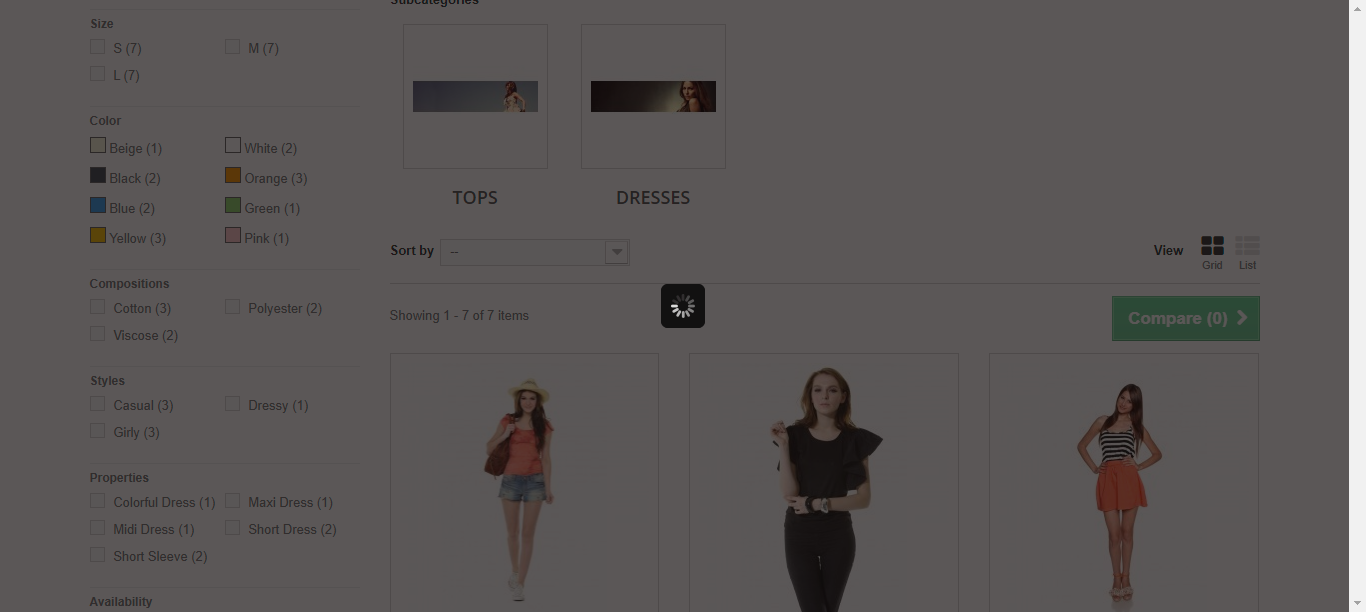 Subcategories
Size
S (7)
M (7)
L (7)
Color
Beige (1)
White (2)
Black (2)
Orange (3)
Blue (2)
Green (1)
Yellow (3)
Pink (1)
Compositions
Cotton (3)
Polyester (2)
Viscose (2)
Styles
Casual (3)
Dressy (1)
Girly (3)
Properties
Colorful Dress (1)
Maxi Dress (1)
Midi Dress (1)
Short Dress (2)
Short Sleeve (2)
Availability
TOPS
DRESSES
Sort by
--
View
Grid
List
Showing 1 - 7 of 7 items
Compare (0)